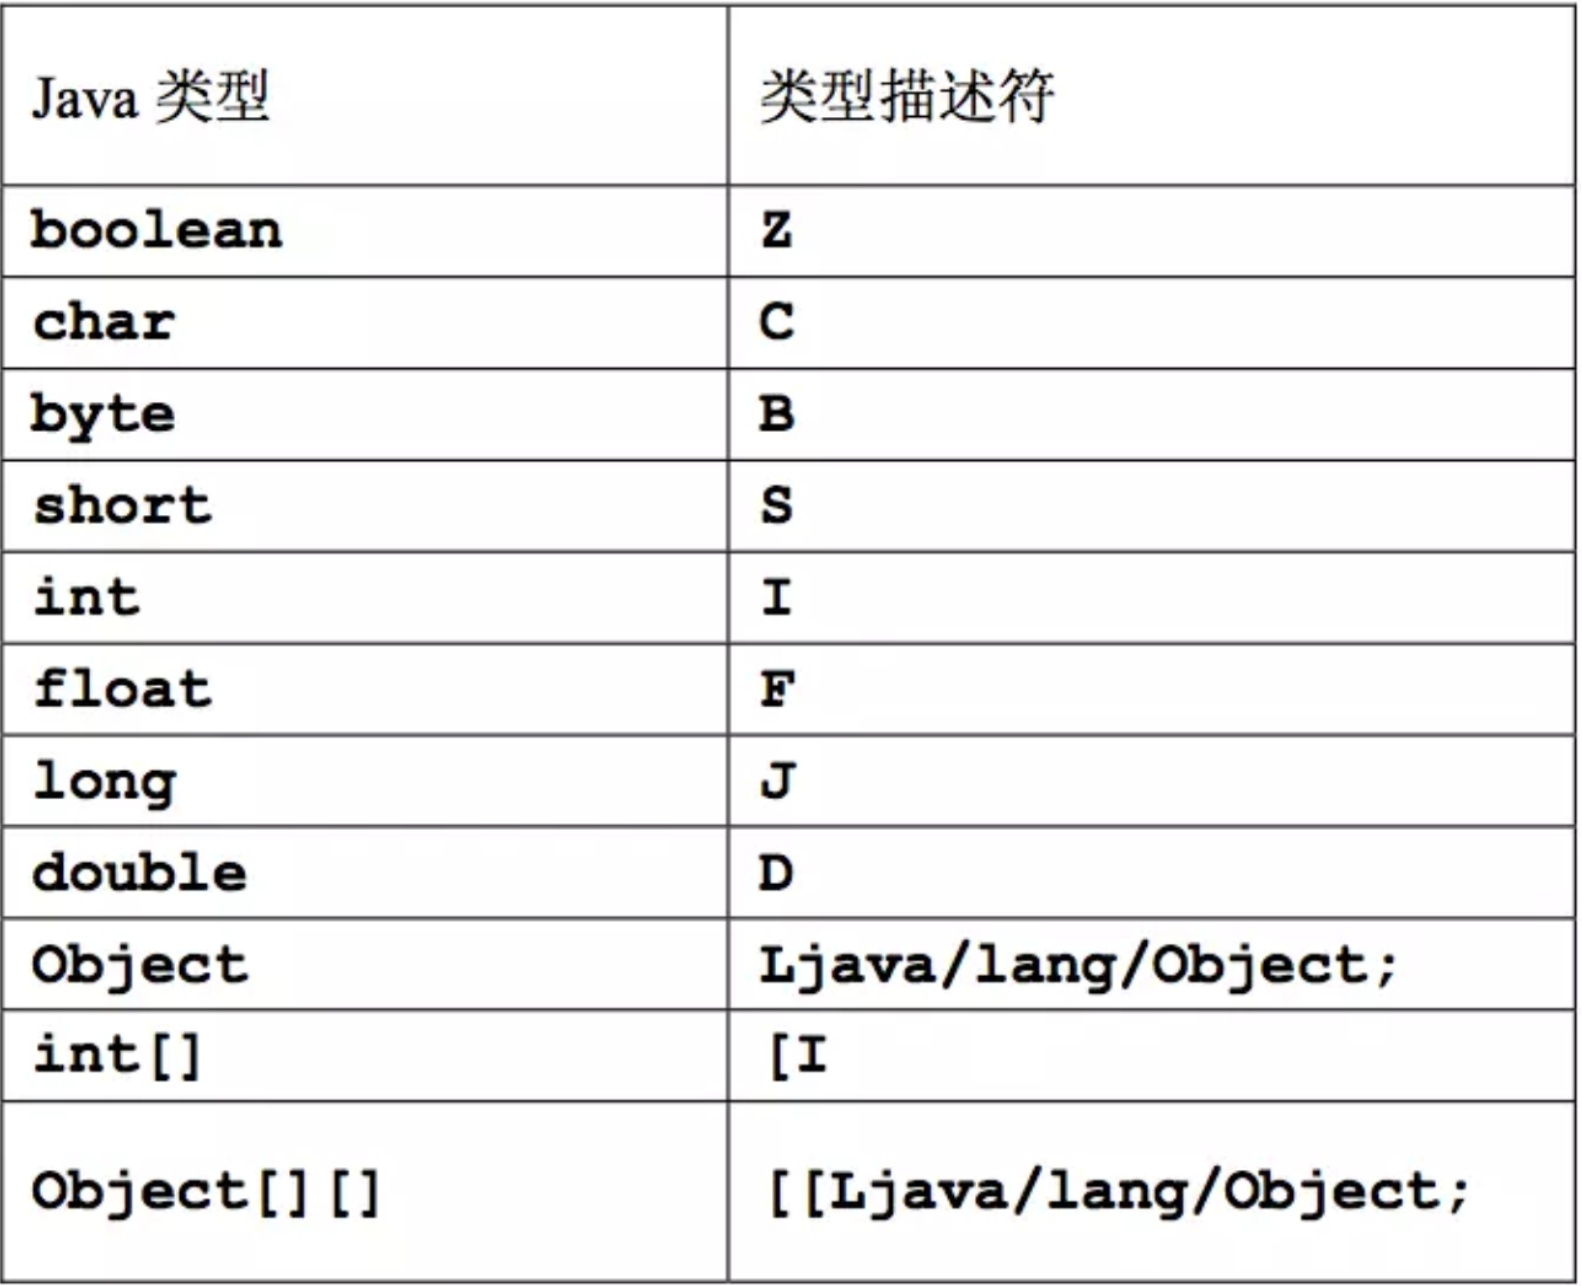 Java 类型 类型描述符
boolean Z
char C
byte B
short S
int I
float F
long J
double D
Object Ljava/lang/Object;
int[] [I
Object[][] [[Ljava/lang/Object;